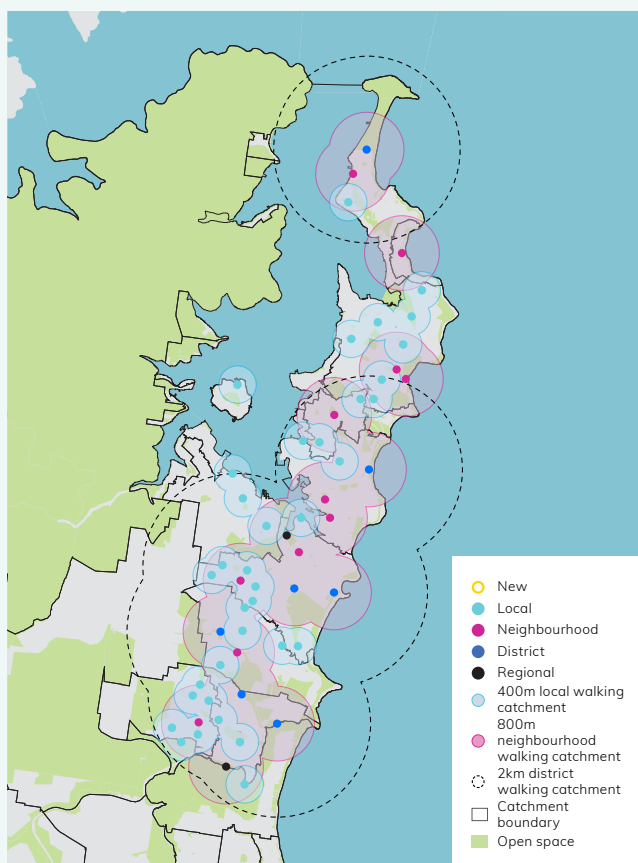 New
Local
Neighbourhood
District
Regional
400m local walking
catchment
800m
neighbourhood
walking catchment
2km district
walking catchment
Catchment
boundary
Open space